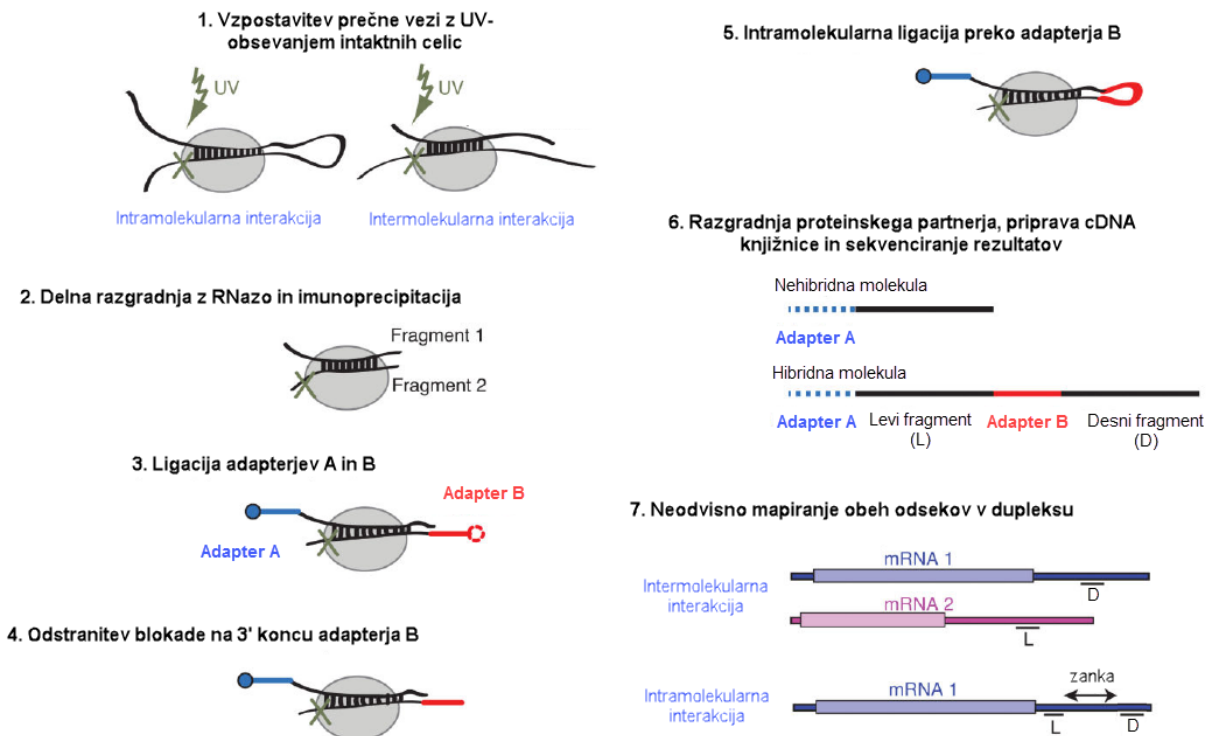 1. Vzpostavitev prečne vezi z UV-
obsevanjem intaktnih celic
UV
UV
Intramolekularna interakcija
Intermolekularna interakcija
2. Delna razgradnja z RNazo in imunoprecipitacija
Fragment 1
Fragment 2
3. Ligacija adapterjev A in B
Adapter B
Adapter A
4. Odstranitev blokade na 3' koncu adapterja B
5. Intramolekularna ligacija preko adapterja B
6. Razgradnja proteinskega partnerja, priprava cDNA
knjižnice in sekvenciranje rezultatov
Nehibridna molekula
Adapter A
Hibridna molekula
Adapter A
Levi fragment
(L)
Adapter B
Desni fragment
(D)
7. Neodvisno mapiranje obeh odsekov v dupleksu
Intermolekularna
interakcija
mRNA 1
D
mRNA 2
L
Intramolekularna
interakcija
mRNA 1
zanka
L
D